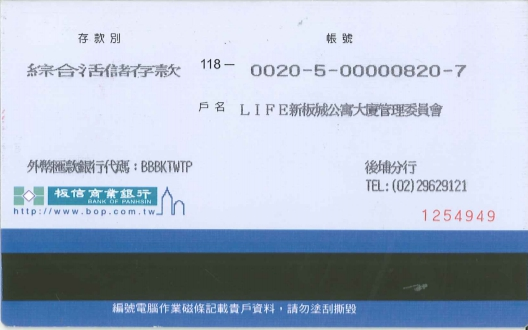 存款別 帳號
綜合活儲存款 118－ 0020-5-00000820-7
戶名 LIFE新板城公寓大廈管理委員會
外幣匯款銀行代碼：BBBKTWTP 後埔分行
TEL:(02)29629121
板信商業銀行
BANK OF PANHSIN
http://www.bop.com.tw
1254949
編號電腦作業磁條記載貴戶資料，請勿塗刮撕毀